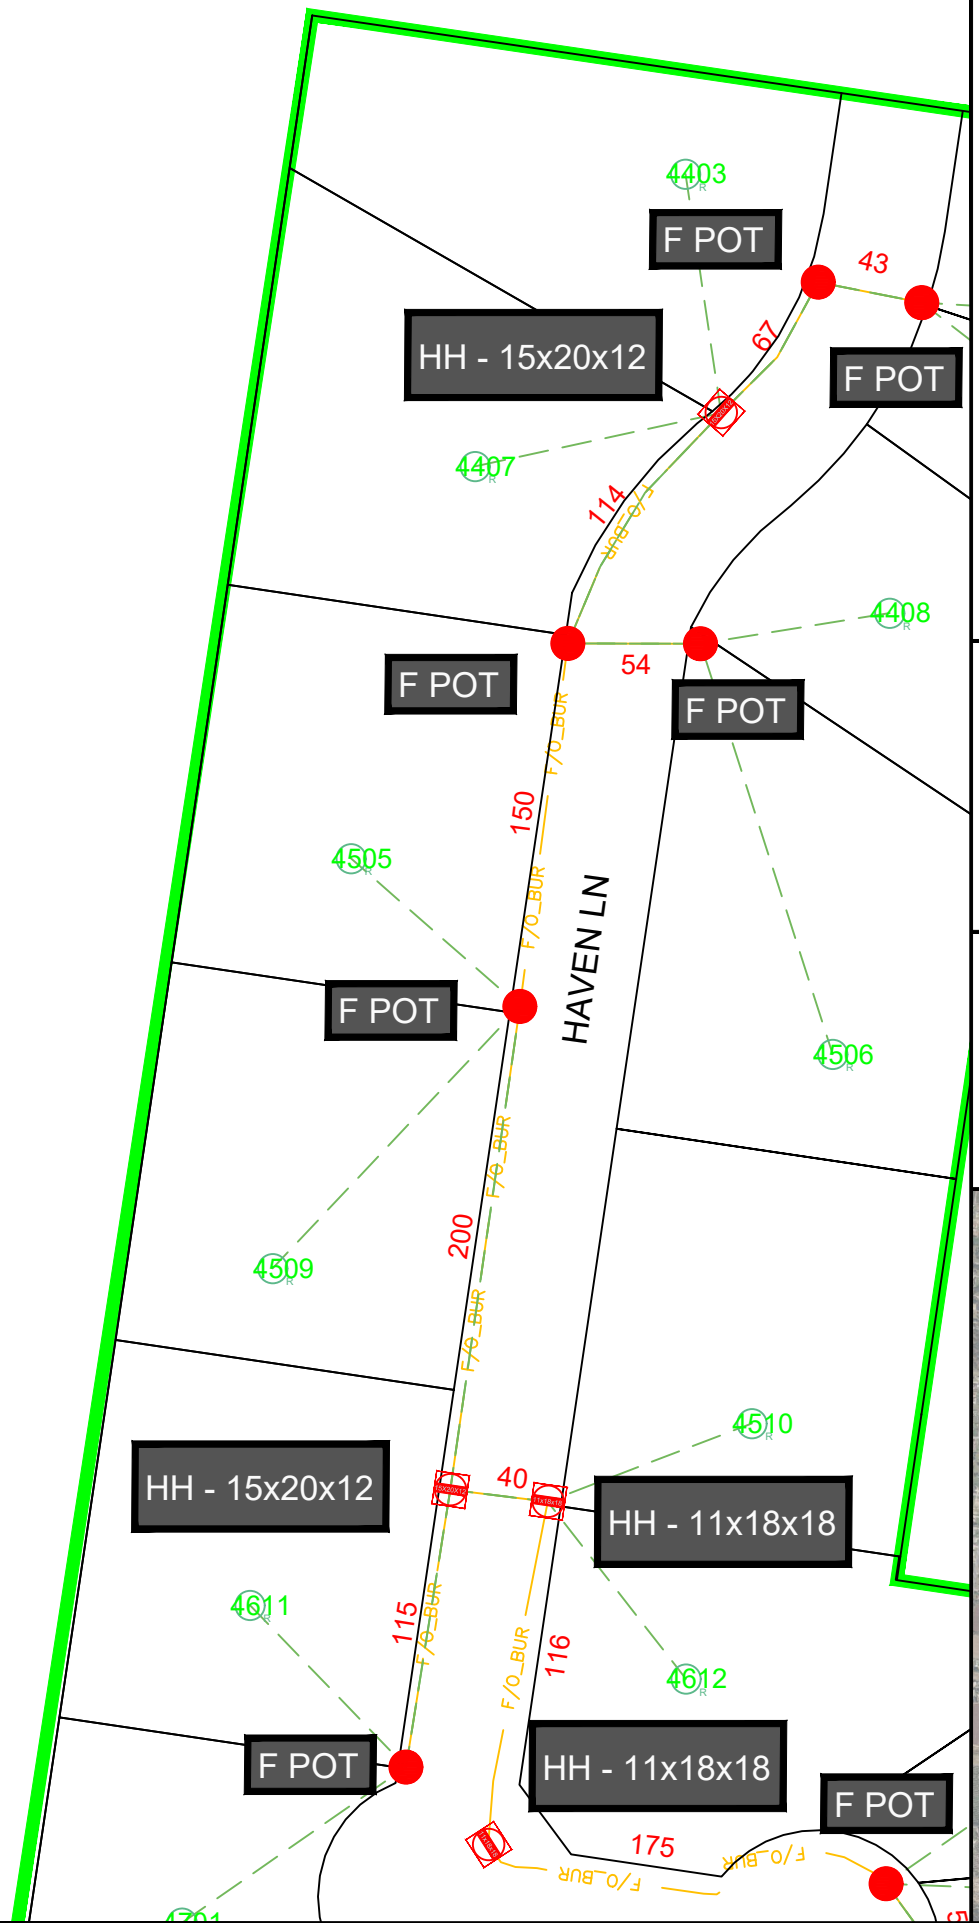 4403
R
F POT
43
67
HH - 15x20x12
F POT
4407
R
114
F/O_BUR
4408
R
54
F POT
F POT
F/O_BUR
150
4505
R
F/O_BUR
HAVEN LN
F POT
4506
R
F/O_BUR
200
4509
R
F/O_BUR
4510
R
HH - 15x20x12
15X20X12
40
11x18x18
HH - 11x18x18
4611
R
115
F/O_BUR
F/O_BUR
116
4612
R
F POT
HH - 11x18x18
F POT
175
F/O_BUR
F/O_BUR